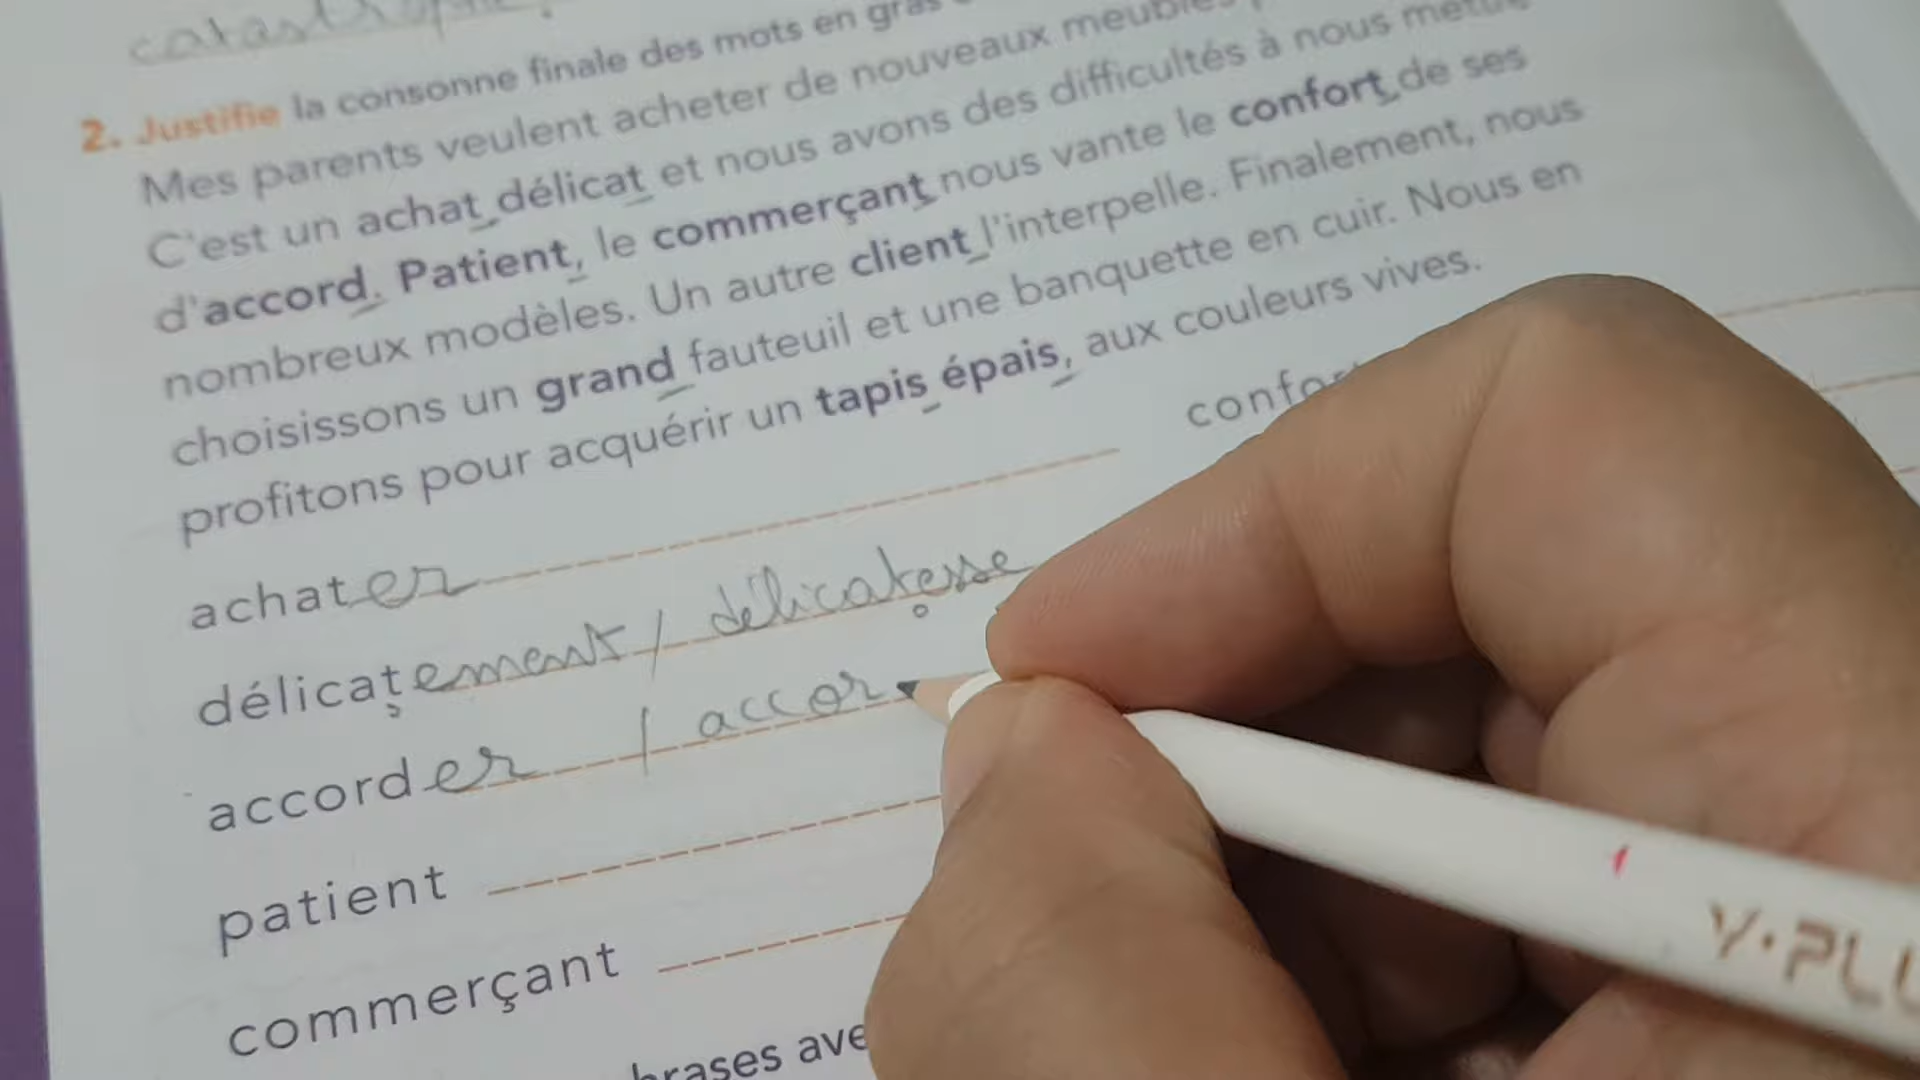 catastrophe.
2. Justifie la consonne finale des mots en gras
Mes parents veulent acheter de nouveaux meubles
C'est un achat délicat et nous avons des difficultés à nous mettre
d'accord. Patient, le commerçant nous vante le confort de ses
nombreux modèles. Un autre client l'interpelle. Finalement, nous
choisissons un grand fauteuil et une banquette en cuir. Nous en
profitons pour acquérir un tapis épais, aux couleurs vives.
achater
délicatement / délicatesse
accorder / accor
patient
commerçant
confor
Y·PLU